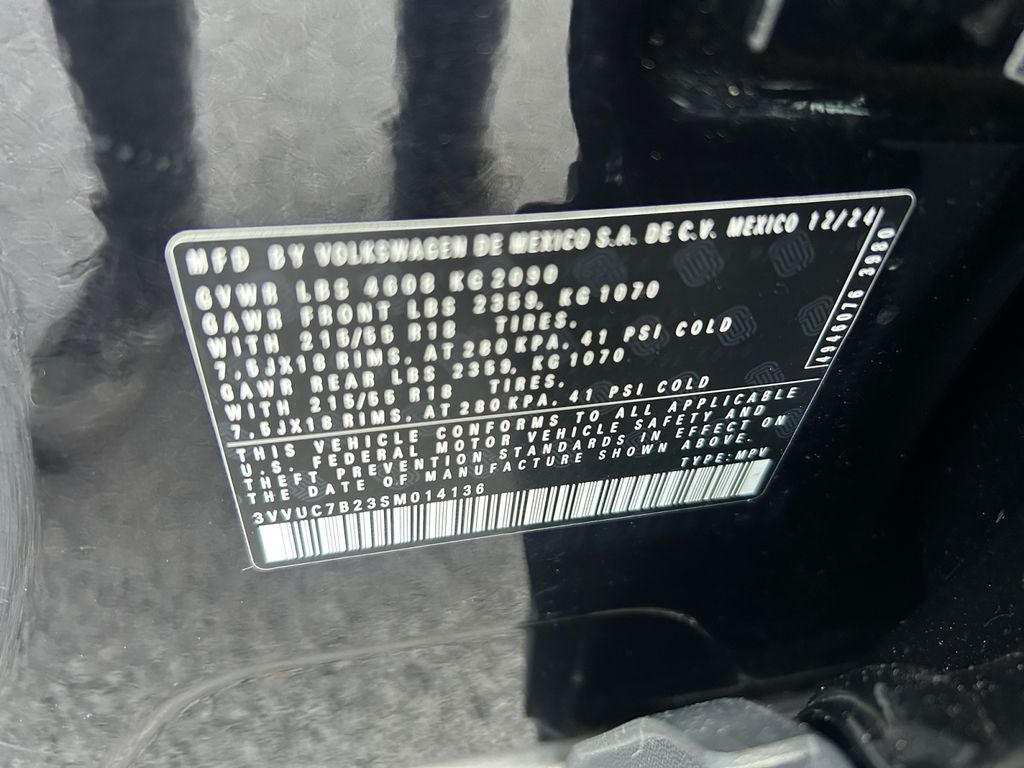 MFD BY VOLKSWAGEN DE MEXICO S.A. DE C.V. MEXICO 12/24
GVWR LBS 4608 KG 2090
GAWR FRONT LBS 2359, KG 1070
WITH 215/55 R18 TIRES.
7.5JX18 RIMS, AT 280 KPA, 41 PSI COLD
GAWR REAR LBS 2359, KG 1070
WITH 215/55 R18 TIRES.
7.5JX18 RIMS, AT 280 KPA, 41 PSI COLD
4946076 3980
THIS VEHICLE CONFORMS TO ALL APPLICABLE
U.S. FEDERAL MOTOR VEHICLE SAFETY AND
THEFT PREVENTION STANDARDS IN EFFECT ON
THE DATE OF MANUFACTURE SHOWN ABOVE.
3VVUC7B23SM014136 TYPE: MPV